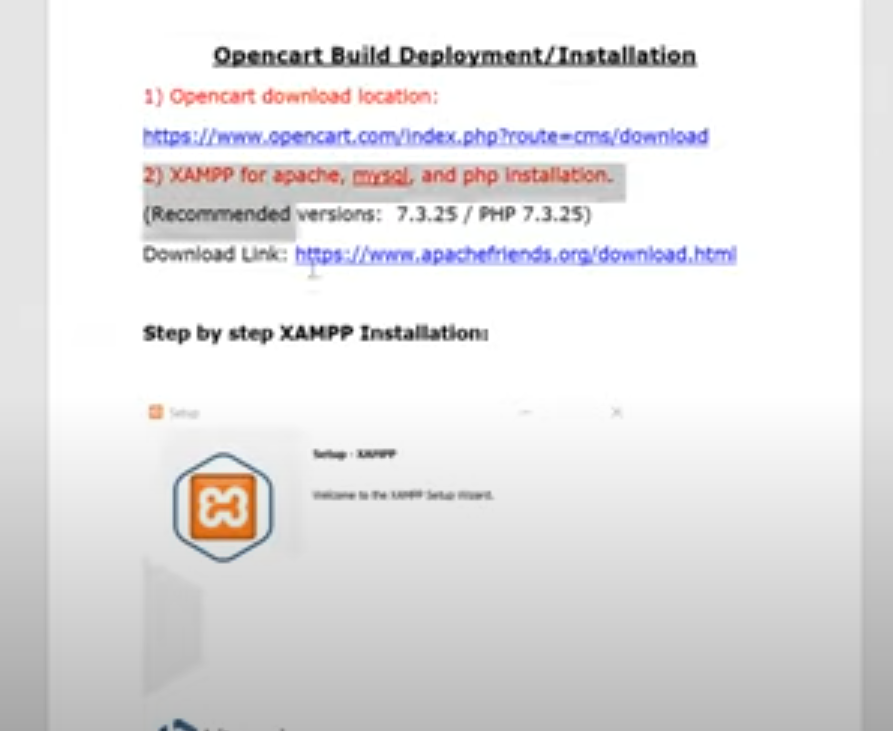 Opencart Build Deployment/Installation
1) Opencart download location:
https://www.opencart.com/index.php?route=cms/download
2) XAMPP for apache, mysql, and php installation.
(Recommended versions: 7.3.25 / PHP 7.3.25)
Download Link: https://www.apachefriends.org/download.html
Step by step XAMPP Installation:
Setup
Setup - XAMPP
Welcome to the XAMPP Setup Wizard.